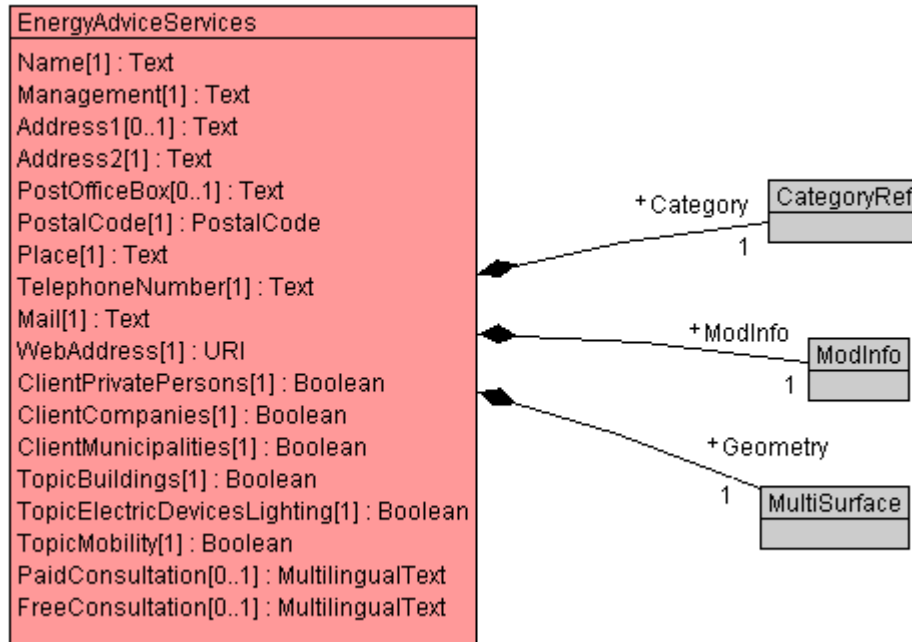 EnergyAdviceServices
Name[1] : Text
Management[1] : Text
Address1[0..1] : Text
Address2[1] : Text
PostOfficeBox[0..1] : Text
PostalCode[1] : PostalCode
Place[1] : Text
TelephoneNumber[1] : Text
Mail[1] : Text
WebAddress[1] : URI
ClientPrivatePersons[1] : Boolean
ClientCompanies[1] : Boolean
ClientMunicipalities[1] : Boolean
TopicBuildings[1] : Boolean
TopicElectricDevicesLighting[1] : Boolean
TopicMobility[1] : Boolean
PaidConsultation[0..1] : MultilingualText
FreeConsultation[0..1] : MultilingualText
+Category
1
CategoryRef
+ModInfo
1
ModInfo
+Geometry
1
MultiSurface